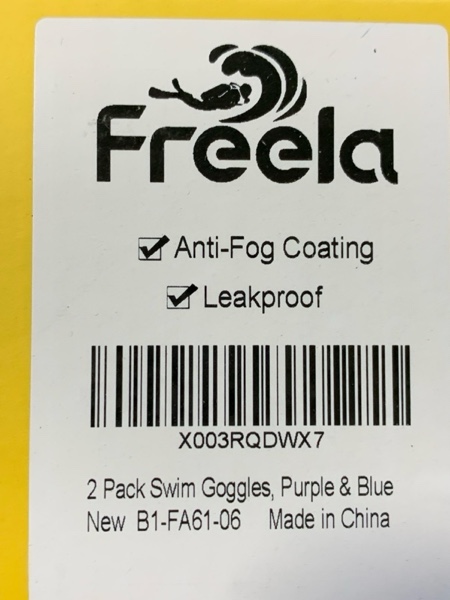 Freela
Anti-Fog Coating
Leakproof
X003RQDWX7
2 Pack Swim Goggles, Purple & Blue
New B1-FA61-06 Made in China